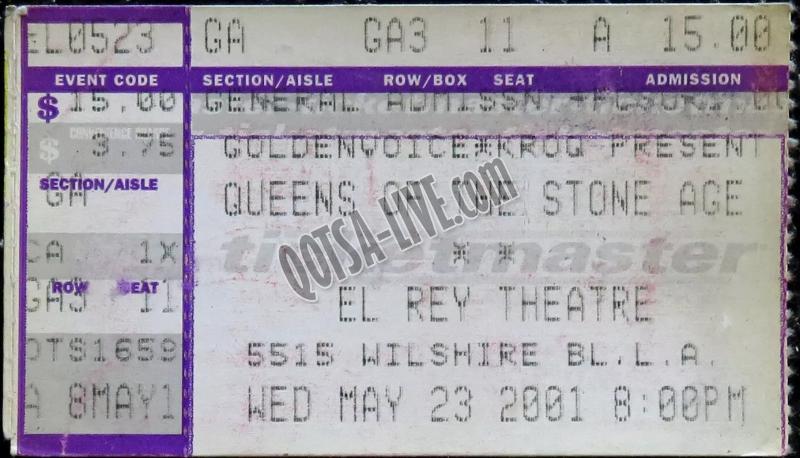 EL0523 GA GA3 11 A 15.00
EVENT CODE SECTION/AISLE ROW/BOX SEAT ADMISSION
$ 15.00 GENERAL ADMISSN
$ 3.75 GOLDENVOICE*KROQ PRESENT
CONVENIENCE
SECTION/AISLE
GA QUEENS OF THE STONE AGE
QOTSA-LIVE.com
CA 1X * *
ticketmaster
ROW SEAT
GA3 11 EL REY THEATRE
OTS1659 5515 WILSHIRE BL.L.A.
A 8MAY1 WED MAY 23 2001 8:00PM